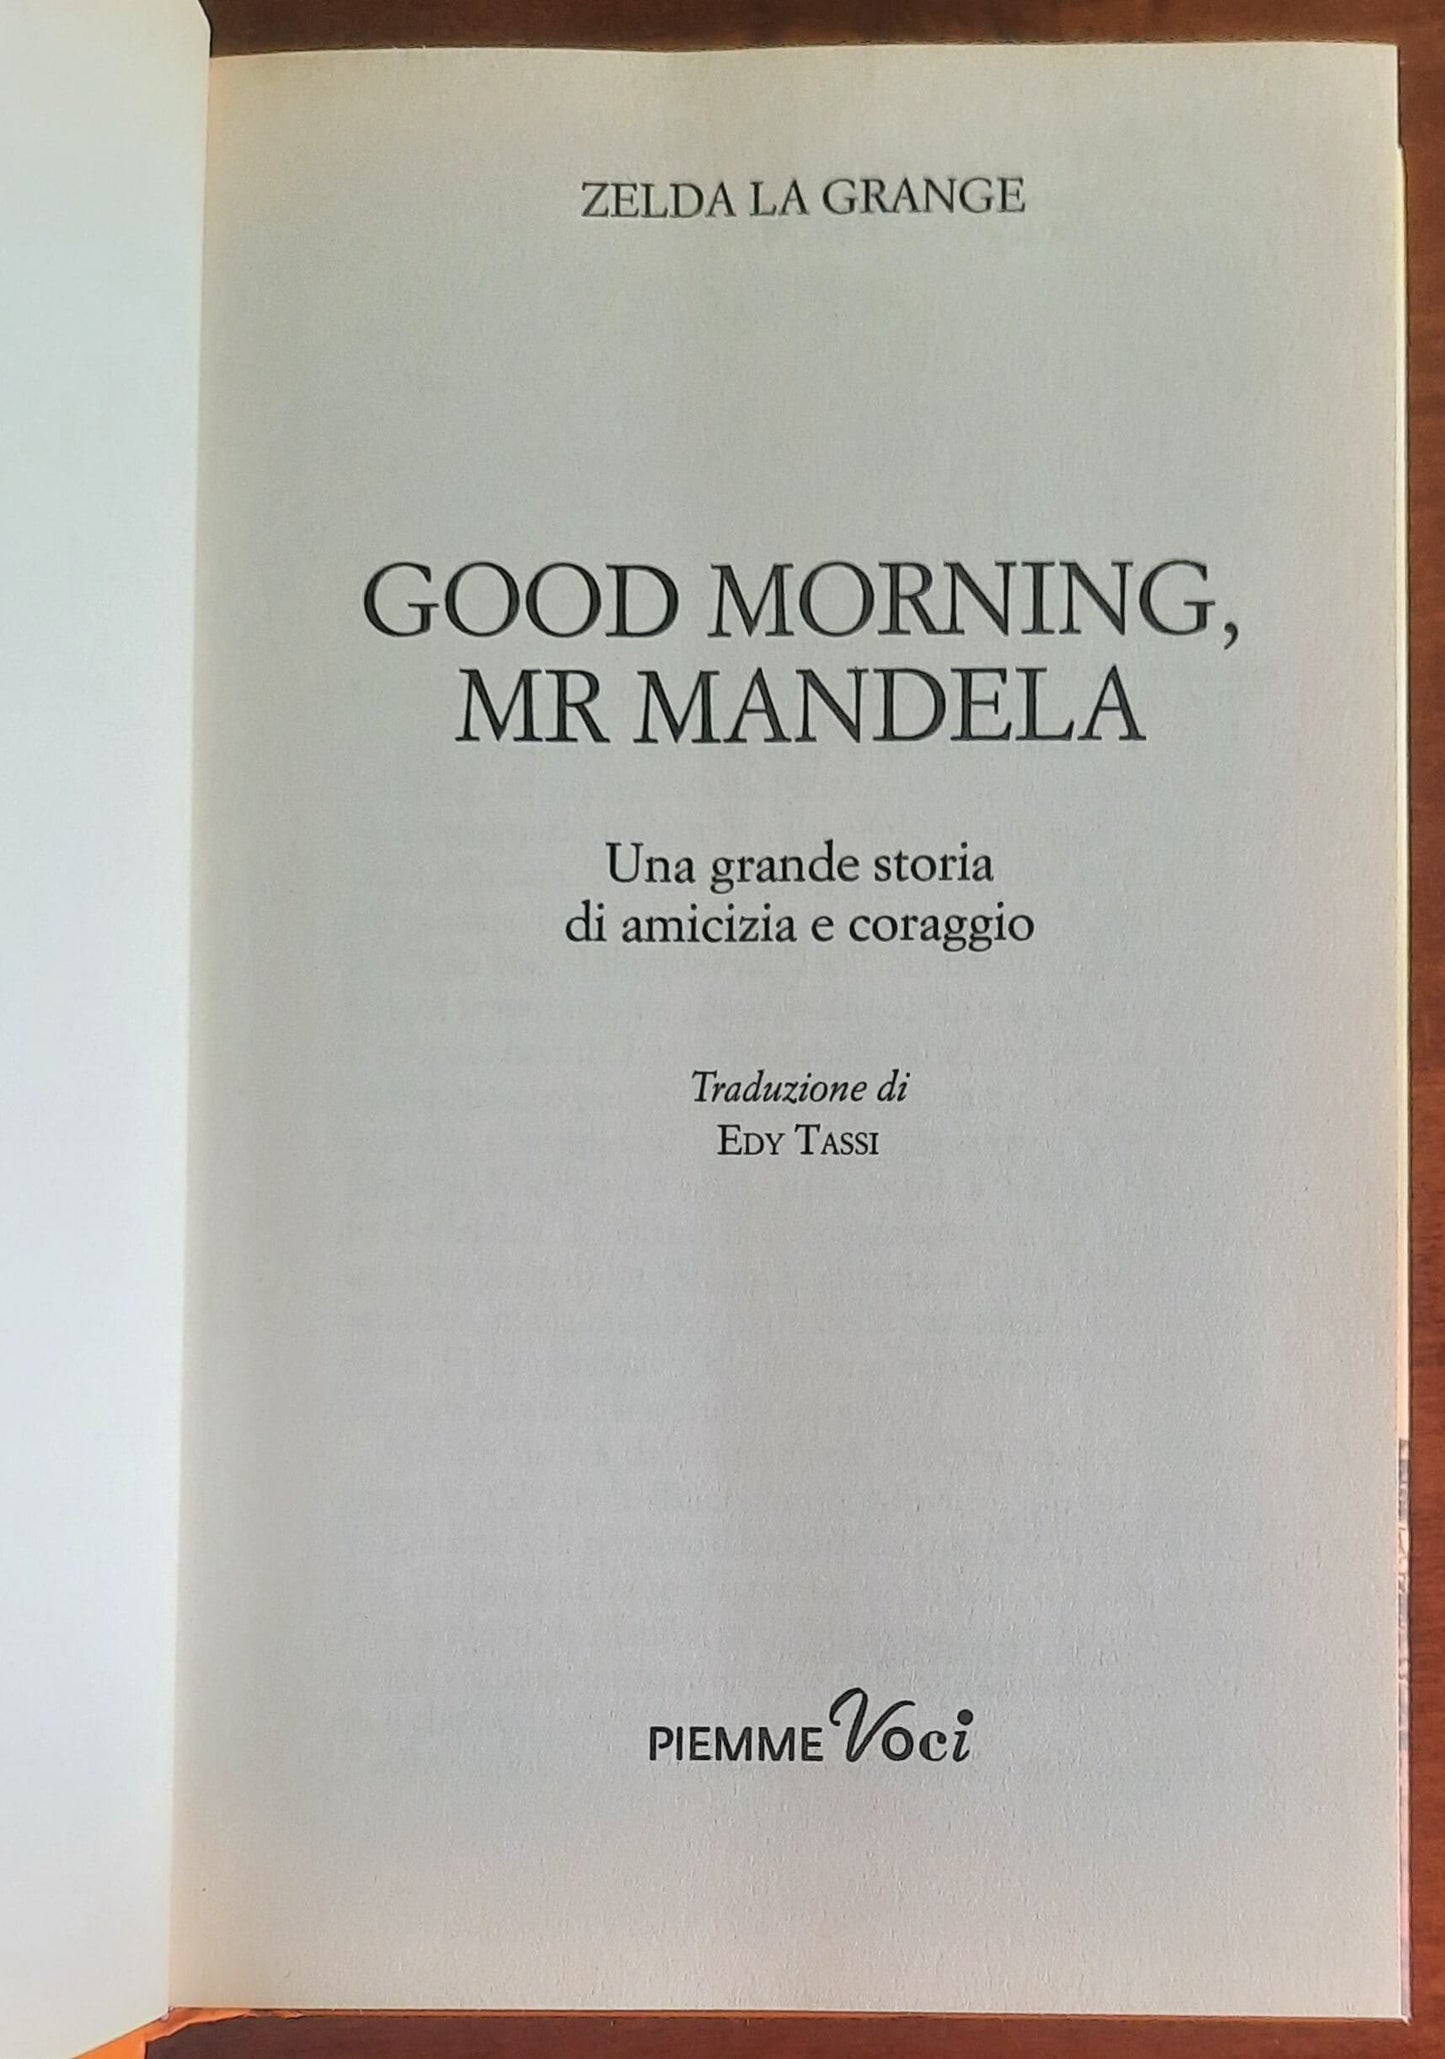 ZELDA LA GRANGE
GOOD MORNING,
MR MANDELA
Una grande storia
di amicizia e coraggio
Traduzione di
EDY TASSI
PIEMME Voci